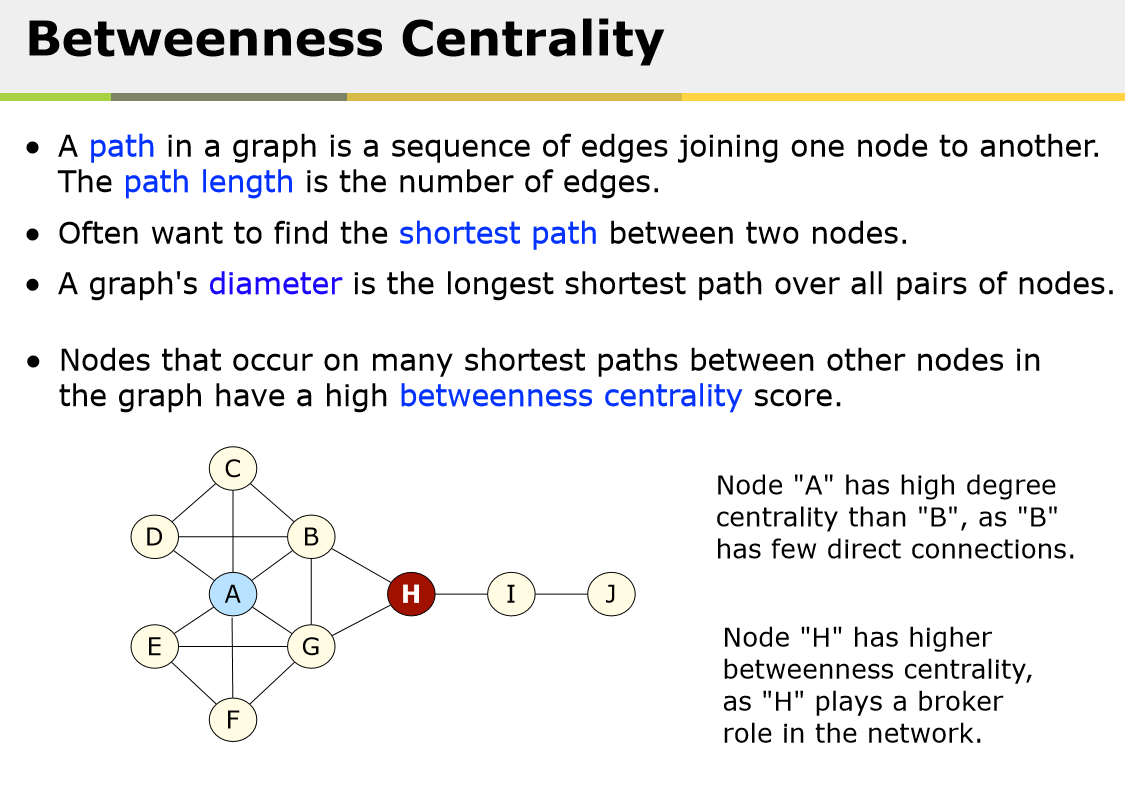 Betweenness Centrality
• A path in a graph is a sequence of edges joining one node to another.
The path length is the number of edges.
• Often want to find the shortest path between two nodes.
• A graph's diameter is the longest shortest path over all pairs of nodes.
• Nodes that occur on many shortest paths between other nodes in
the graph have a high betweenness centrality score.
C
D
B
A
H
I
J
E
G
F
Node "A" has high degree
centrality than "B", as "B"
has few direct connections.
Node "H" has higher
betweenness centrality,
as "H" plays a broker
role in the network.